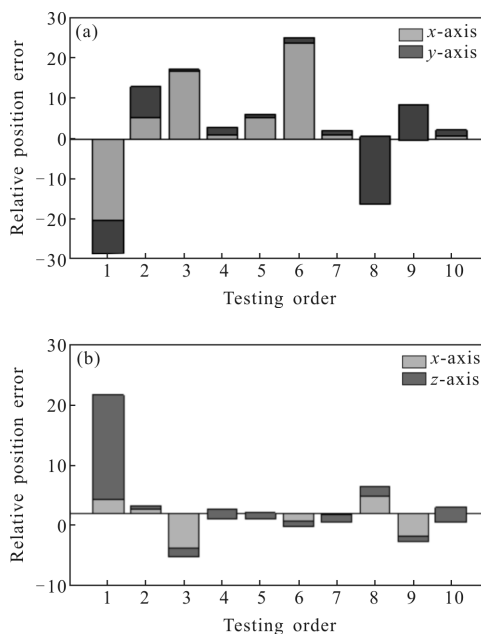 (a)
x-axis
y-axis
Relative position error
30
20
10
0
−10
−20
−30
1 2 3 4 5 6 7 8 9 10
Testing order
(b)
x-axis
z-axis
Relative position error
30
20
10
0
−10
1 2 3 4 5 6 7 8 9 10
Testing order